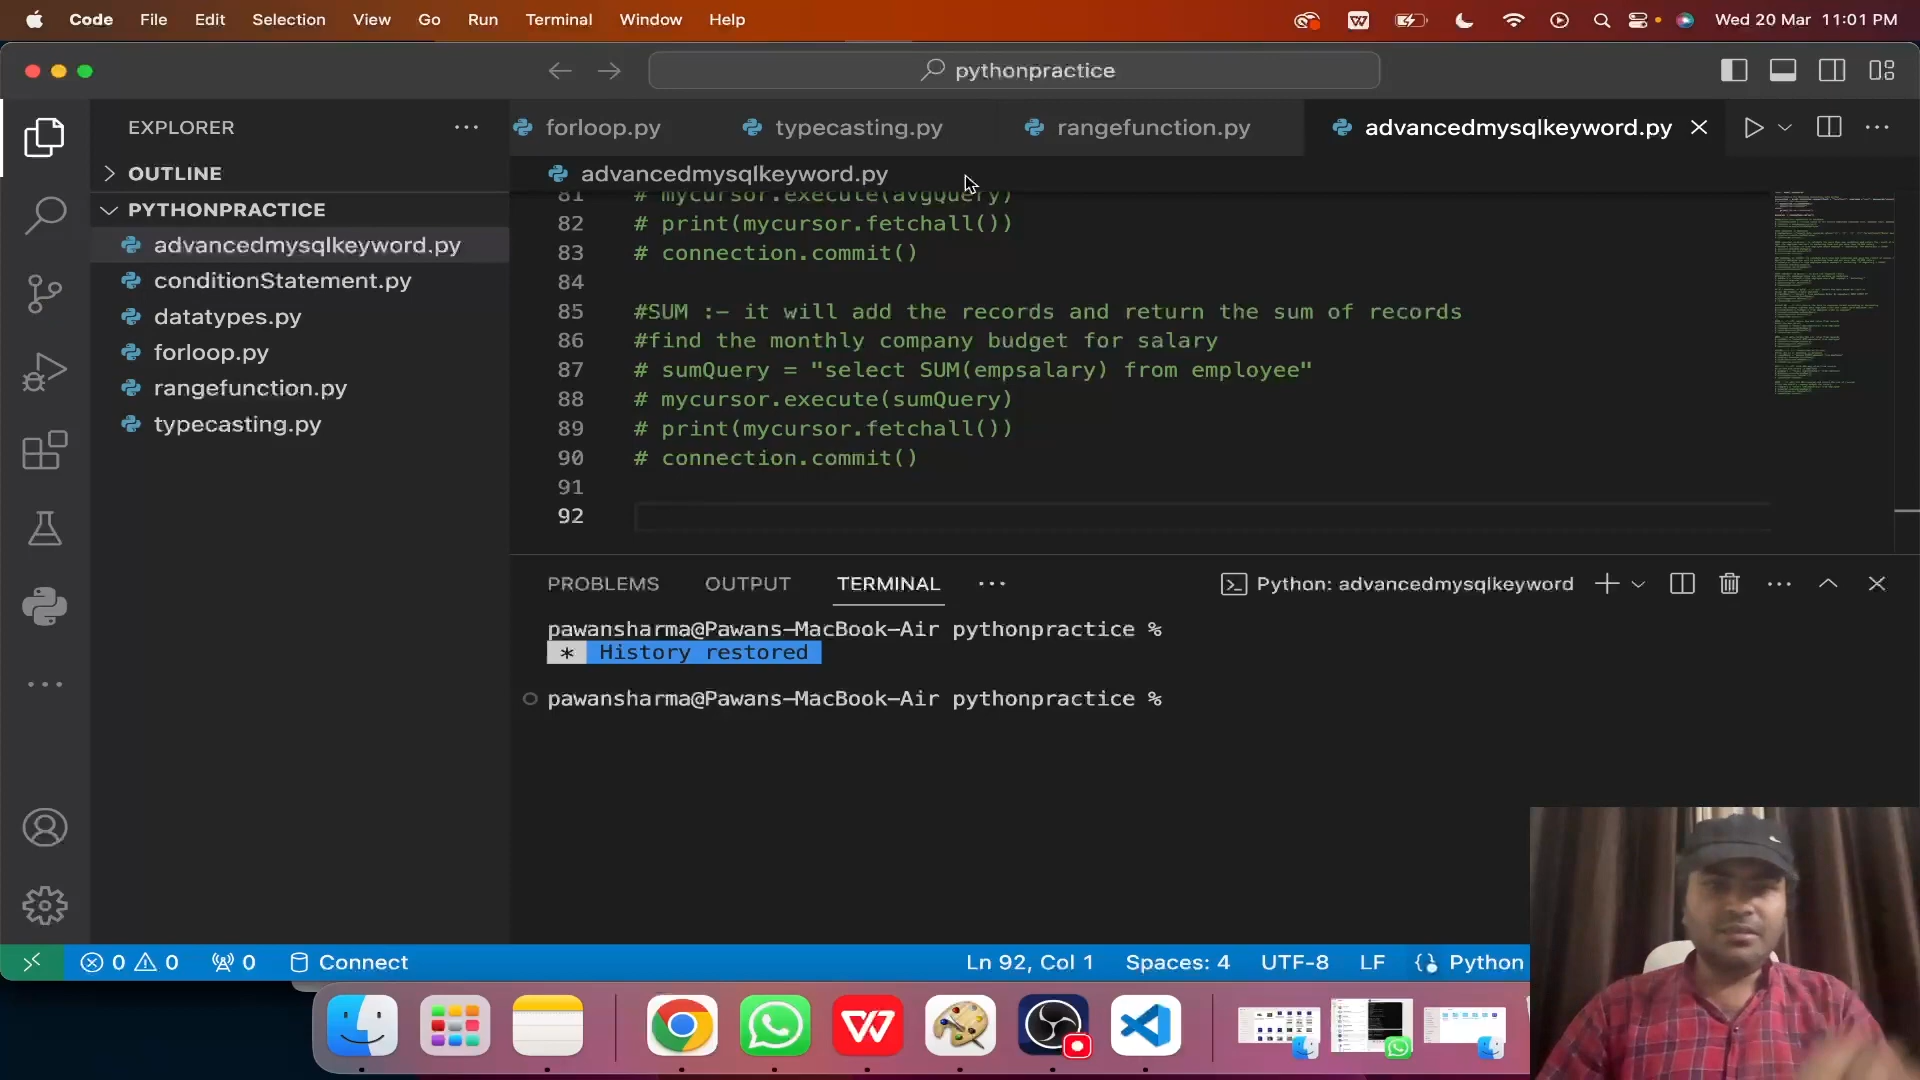 Code File Edit Selection View Go Run Terminal Window Help Wed 20 Mar 11:01 PM
pythonpractice
EXPLORER
forloop.py typecasting.py rangefunction.py advancedmysqlkeyword.py
OUTLINE
advancedmysqlkeyword.py
PYTHONPRACTICE
advancedmysqlkeyword.py
conditionStatement.py
datatypes.py
forloop.py
rangefunction.py
typecasting.py
81 # mycursor.execute(avgQuery)
82 # print(mycursor.fetchall())
83 # connection.commit()
84
85 #SUM :- it will add the records and return the sum of records
86 #find the monthly company budget for salary
87 # sumQuery = "select SUM(empsalary) from employee"
88 # mycursor.execute(sumQuery)
89 # print(mycursor.fetchall())
90 # connection.commit()
91
92
PROBLEMS OUTPUT TERMINAL Python: advancedmysqlkeyword
pawansharma@Pawans-MacBook-Air pythonpractice %
* History restored
pawansharma@Pawans-MacBook-Air pythonpractice %
0 0 0 Connect Ln 92, Col 1 Spaces: 4 UTF-8 LF Python